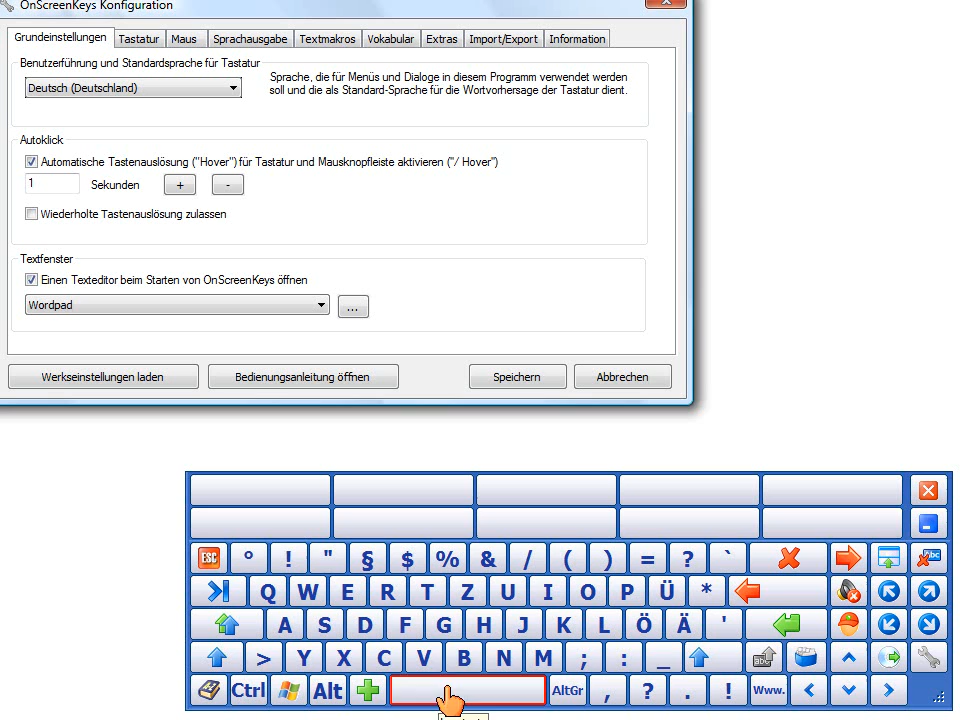 OnScreenKeys Konfiguration
Grundeinstellungen Tastatur Maus Sprachausgabe Textmakros Vokabular Extras Import/Export Information
Benutzerführung und Standardsprache für Tastatur
Deutsch (Deutschland)
Sprache, die für Menüs und Dialoge in diesem Programm verwendet werden
soll und die als Standard-Sprache für die Wortvorhersage der Tastatur dient.
Autoklick
Automatische Tastenauslösung ("Hover") für Tastatur und Mausknopfleiste aktivieren ("/ Hover")
1 Sekunden + -
Wiederholte Tastenauslösung zulassen
Textfenster
Einen Texteditor beim Starten von OnScreenKeys öffnen
Wordpad ...
Werkseinstellungen laden Bedienungsanleitung öffnen Speichern Abbrechen
ESC ° ! " § $ % & / ( ) = ? ` Abc
Q W E R T Z U I O P Ü *
A S D F G H J K L Ö Ä '
> Y X C V B N M ; : _ abc
Ctrl Alt AltGr , ? . ! Www.